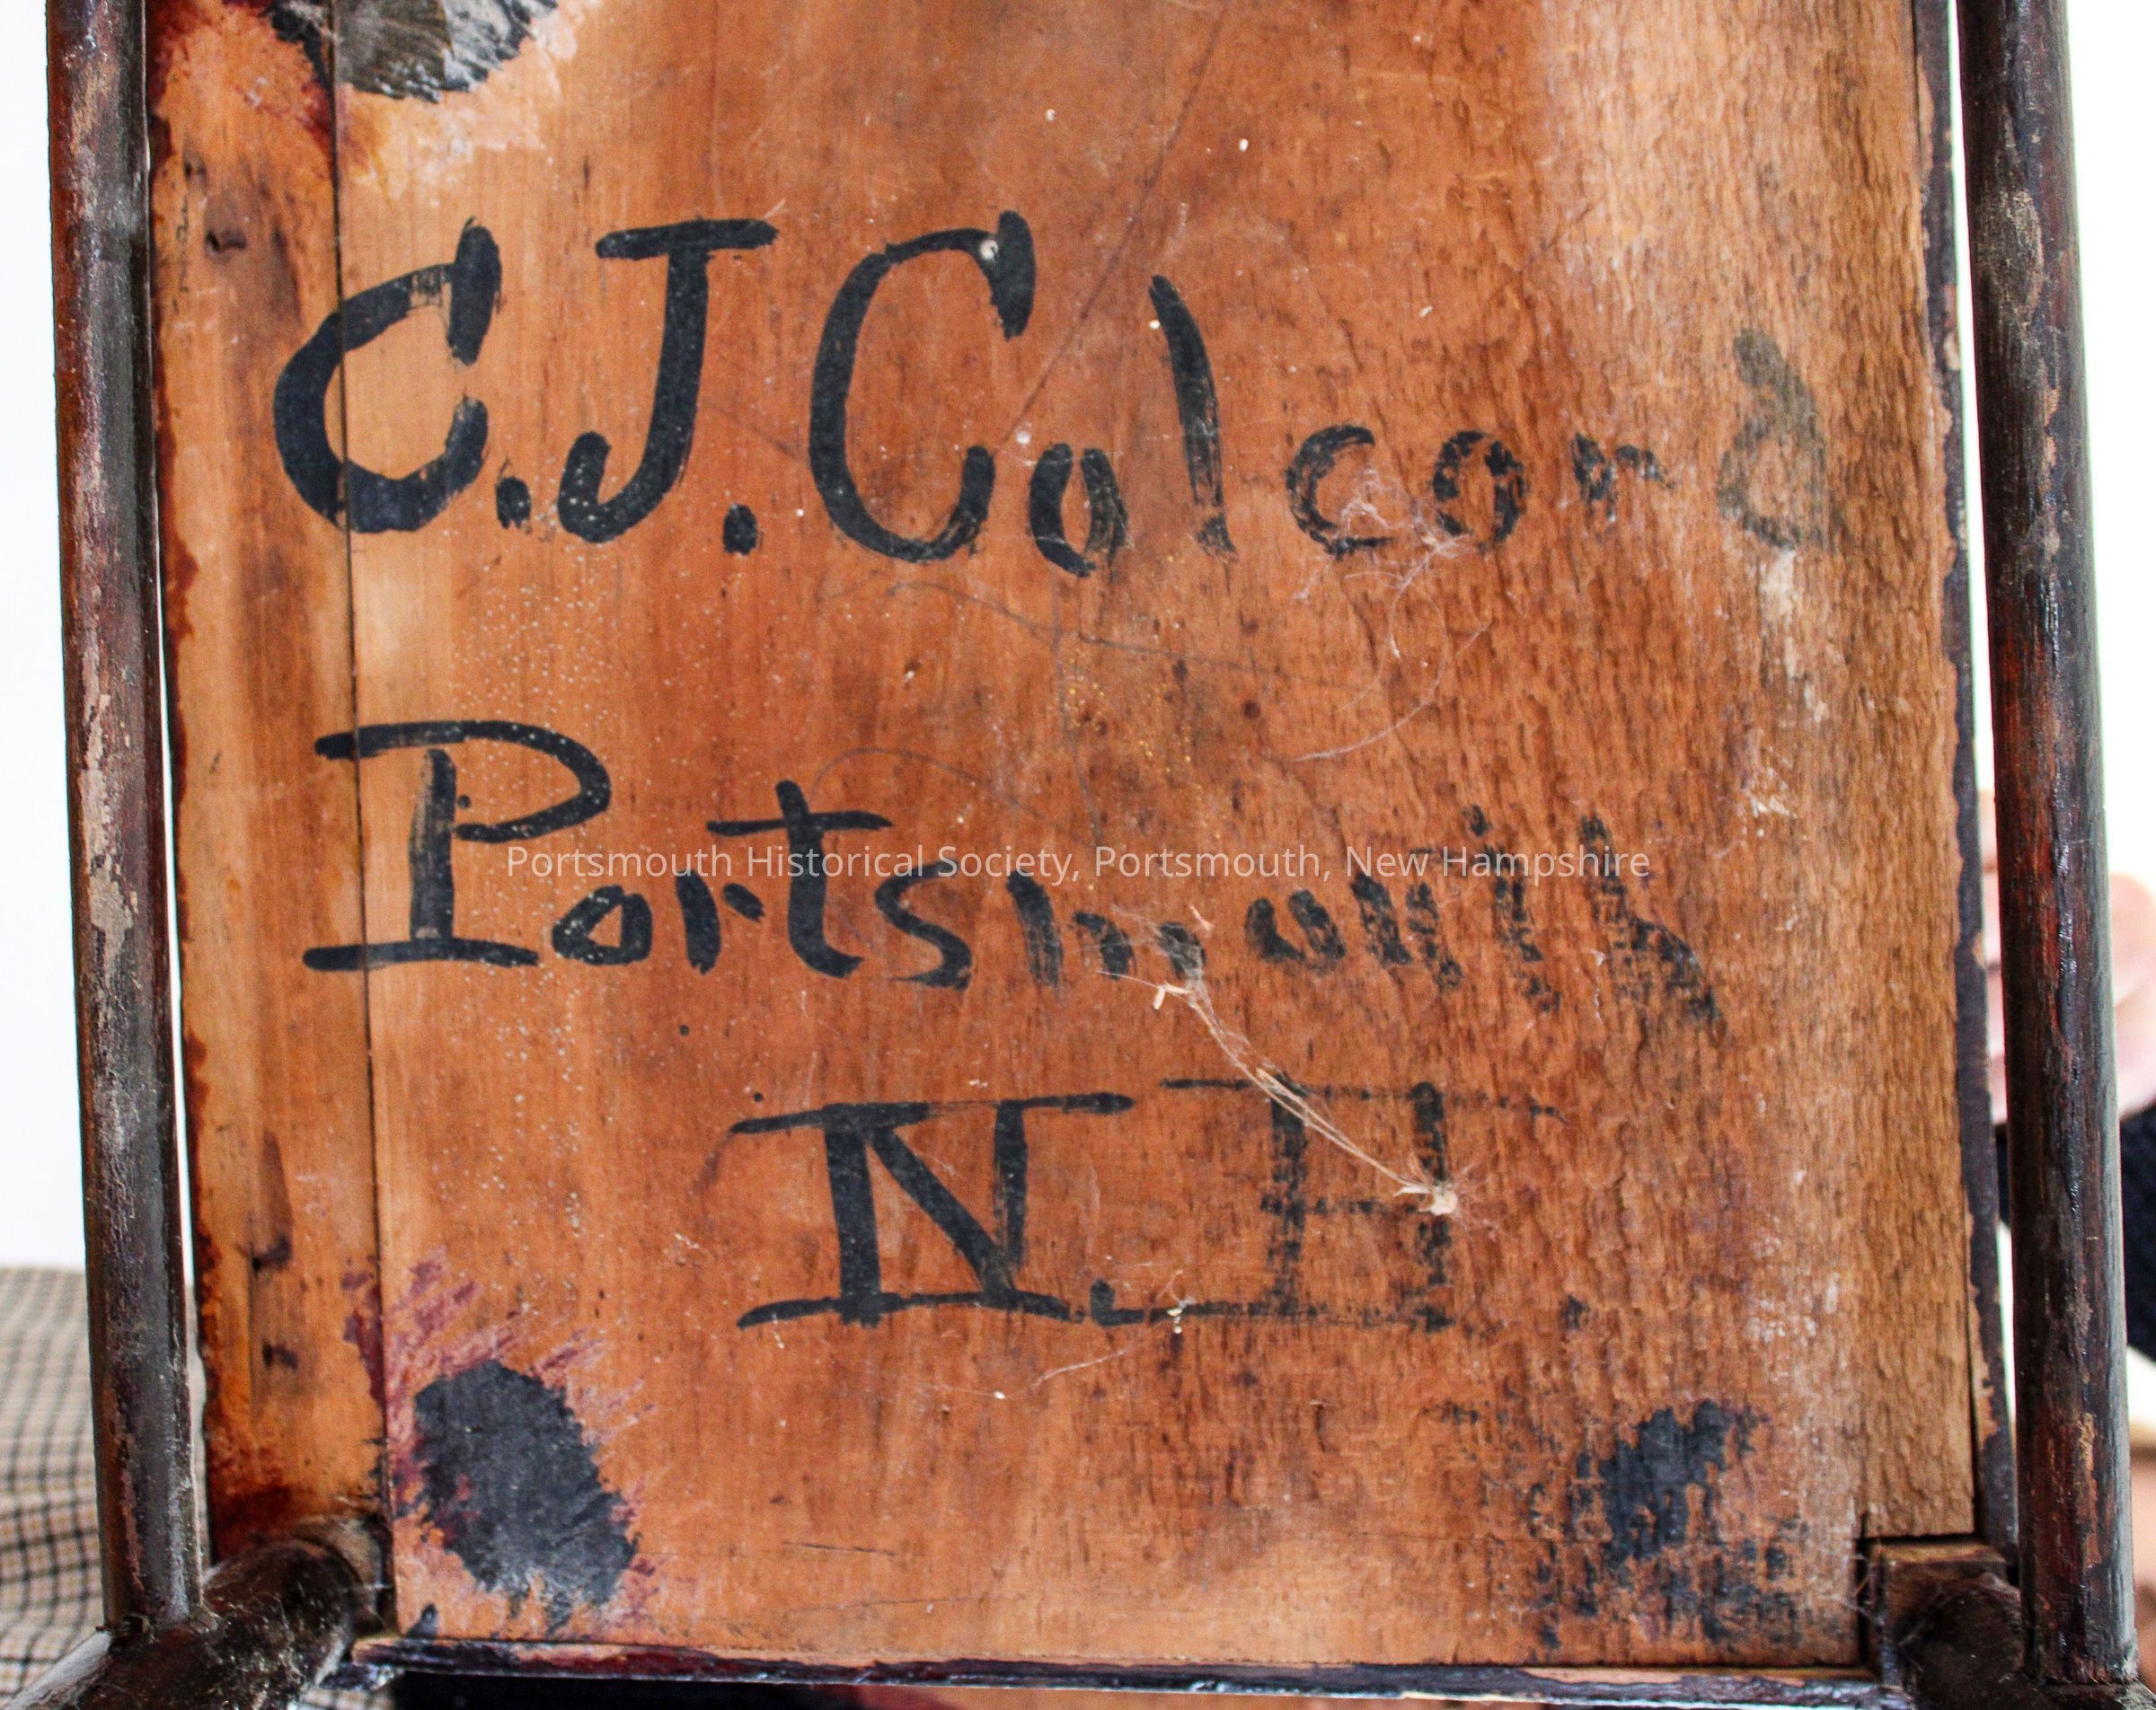 C.J. Colcord
Portsmouth
Portsmouth Historical Society, Portsmouth, New Hampshire
N.H